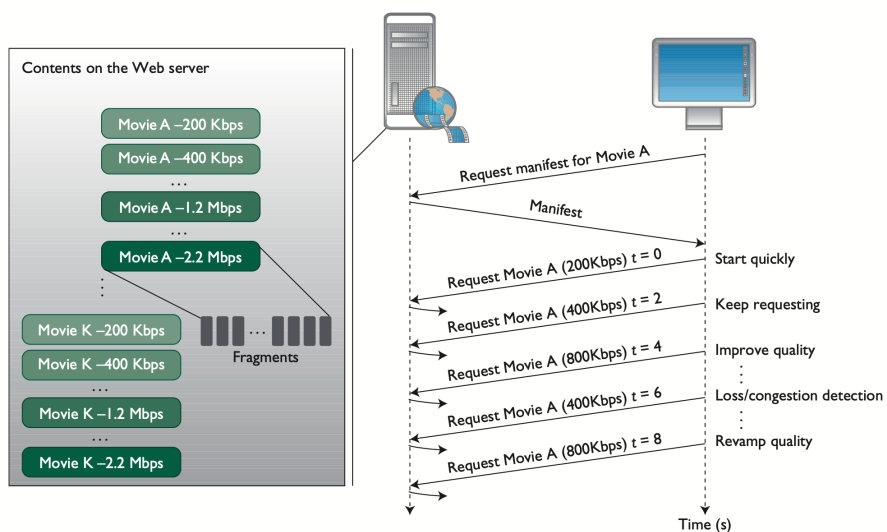 Contents on the Web server
Movie A –200 Kbps
Movie A –400 Kbps
...
Movie A –1.2 Mbps
...
Movie A –2.2 Mbps
...
Movie K –200 Kbps
Movie K –400 Kbps
...
Movie K –1.2 Mbps
...
Movie K –2.2 Mbps
...
Fragments
Request manifest for Movie A
Manifest
Request Movie A (200Kbps) t = 0
Start quickly
Request Movie A (400Kbps) t = 2
Keep requesting
Request Movie A (800Kbps) t = 4
Improve quality
...
Request Movie A (400Kbps) t = 6
Loss/congestion detection
...
Request Movie A (800Kbps) t = 8
Revamp quality
Time (s)